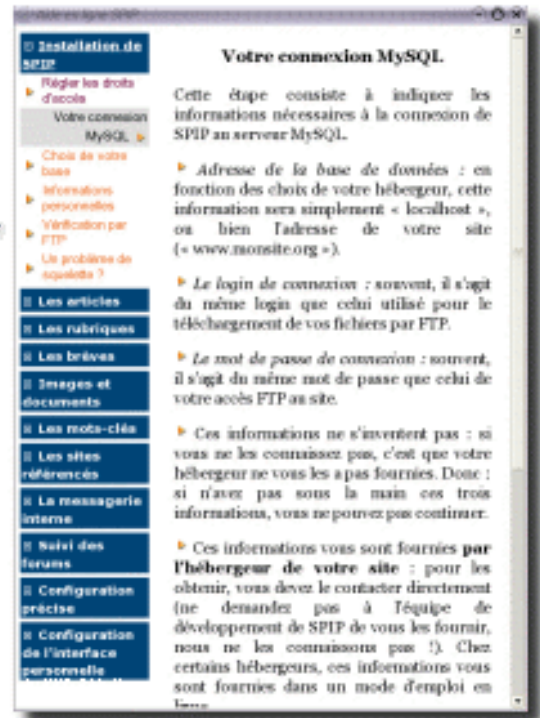 Aide en ligne SPIP
Installation de
SPIP
Régler les droits
d'accès
Votre connexion
MySQL
Choix de votre
base
Informations
personnelles
Vérification par
FTP
Un problème de
squelette ?
Les articles
Les rubriques
Les brèves
Images et
documents
Les mots-clés
Les sites
référencés
La messagerie
interne
Suivi des
forums
Configuration
précise
Configuration
de l'interface
personnelle
Votre connexion MySQL
Cette étape consiste à indiquer les
informations nécessaires à la connexion de
SPIP au serveur MySQL.
Adresse de la base de données : en
fonction des choix de votre hébergeur, cette
information sera simplement « localhost »,
ou bien l'adresse de votre site
(« www.monsite.org »).
Le login de connexion : souvent, il s'agit
du même login que celui utilisé pour le
téléchargement de vos fichiers par FTP.
Le mot de passe de connexion : souvent,
il s'agit du même mot de passe que celui de
votre accès FTP au site.
Ces informations ne s'inventent pas : si
vous ne les connaissez pas, c'est que votre
hébergeur ne vous les a pas fournies. Donc :
si n'avez pas sous la main ces trois
informations, vous ne pouvez pas continuer.
Ces informations vous sont fournies par
l'hébergeur de votre site : pour les
obtenir, vous devez le contacter directement
(ne demandez pas à l'équipe de
développement de SPIP de vous les fournir,
nous ne les connaissons pas !). Chez
certains hébergeurs, ces informations vous
sont fournies dans un mode d'emploi en